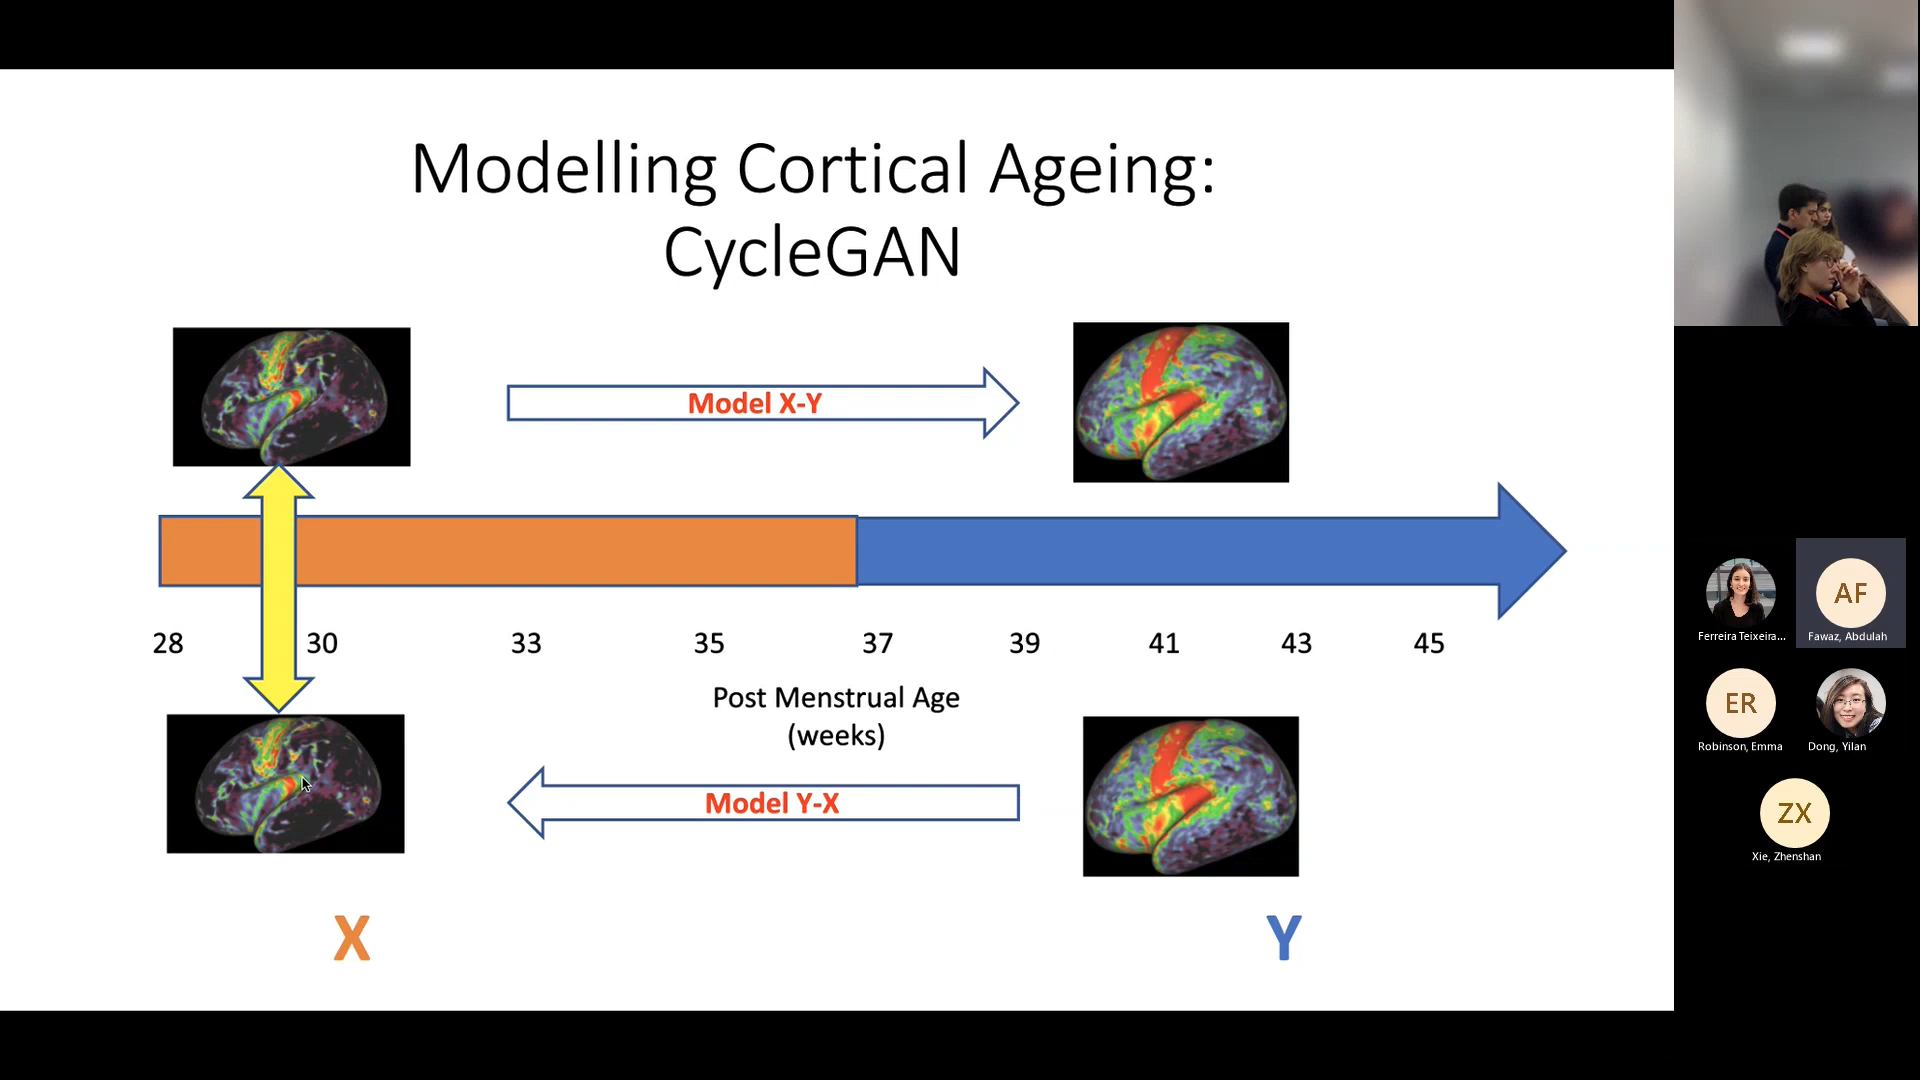 Modelling Cortical Ageing:
CycleGAN
Model X-Y
28 30 33 35 37 39 41 43 45
Post Menstrual Age
(weeks)
Model Y-X
X Y
Ferreira Teixeira...
AF
Fawaz, Abdulah
ER
Robinson, Emma
Dong, Yilan
ZX
Xie, Zhenshan